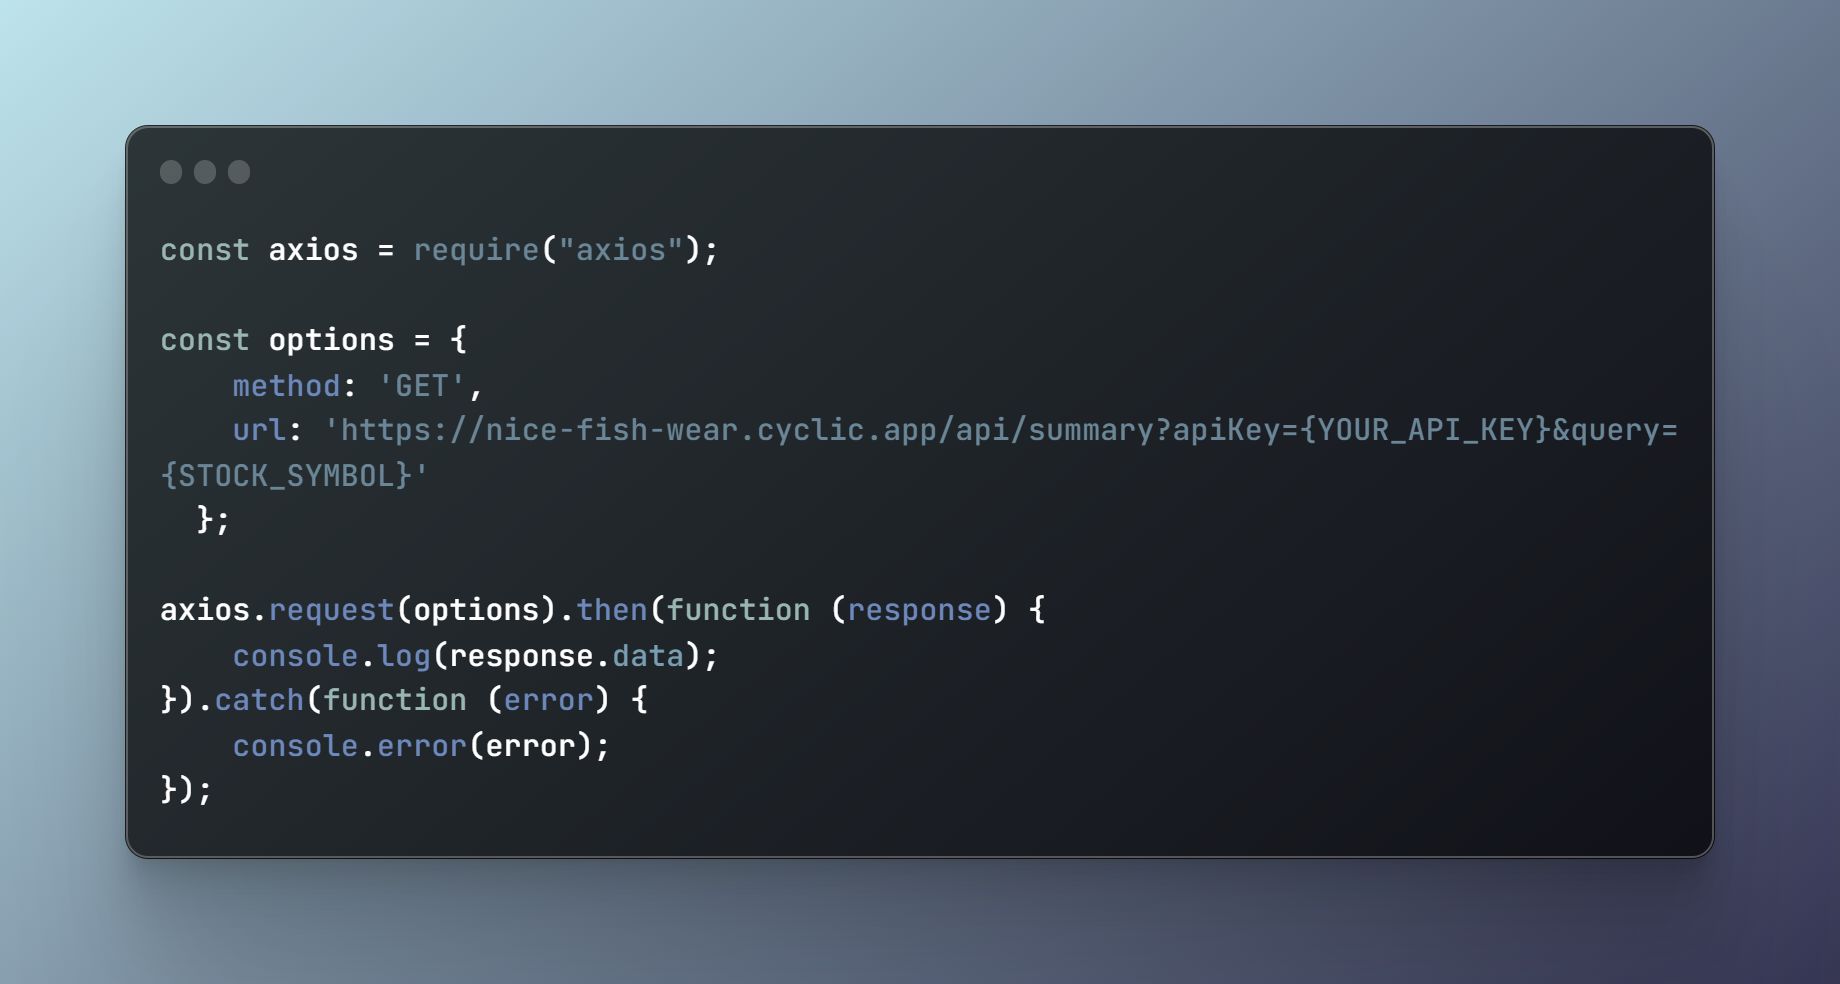 const axios = require("axios");

const options = {
    method: 'GET',
    url: 'https://nice-fish-wear.cyclic.app/api/summary?apiKey={YOUR_API_KEY}&query=
{STOCK_SYMBOL}'
  };

axios.request(options).then(function (response) {
    console.log(response.data);
}).catch(function (error) {
    console.error(error);
});